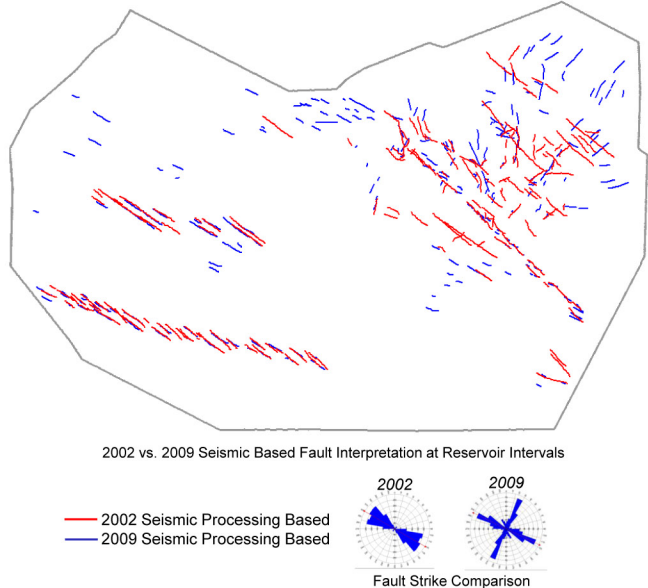 2002 vs. 2009 Seismic Based Fault Interpretation at Reservoir Intervals
2002 2009
2002 Seismic Processing Based
2009 Seismic Processing Based
Fault Strike Comparison